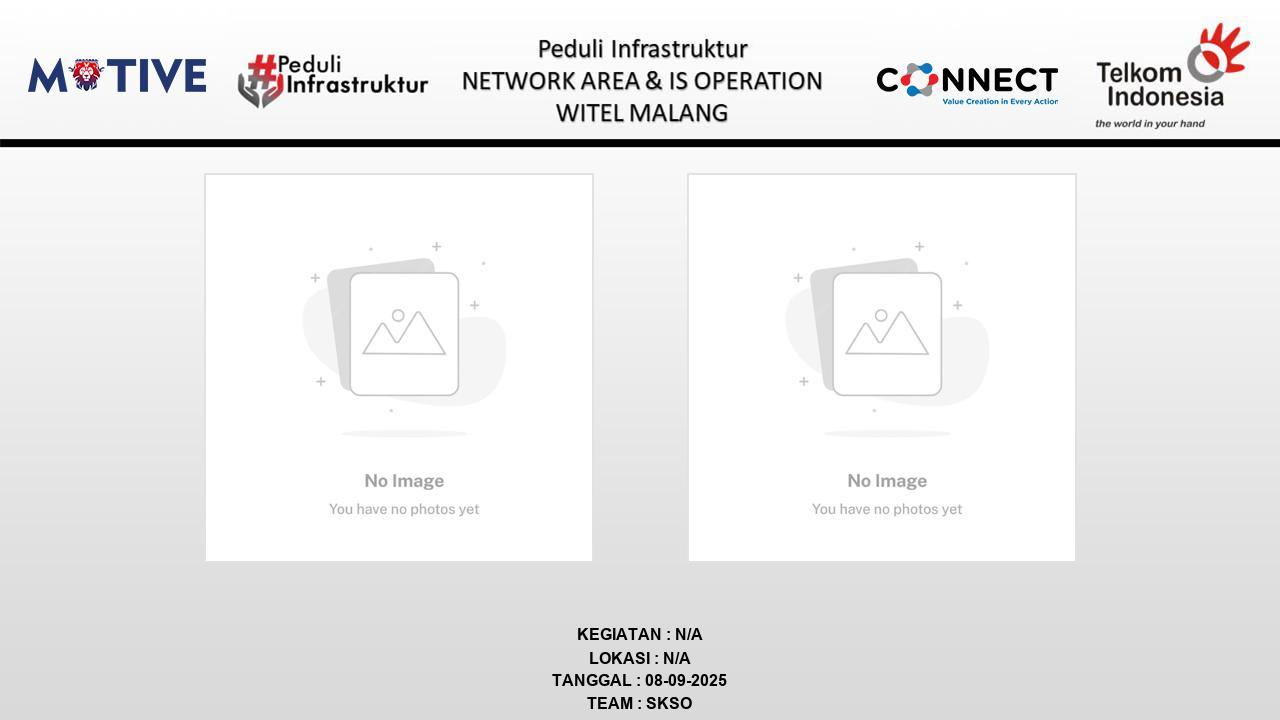 MOTIVE
#Peduli
Infrastruktur
Peduli Infrastruktur
NETWORK AREA & IS OPERATION
WITEL MALANG
CONNECT
Value Creation in Every Action
Telkom
Indonesia
the world in your hand
No Image
You have no photos yet
No Image
You have no photos yet
KEGIATAN : N/A
LOKASI : N/A
TANGGAL : 08-09-2025
TEAM : SKSO